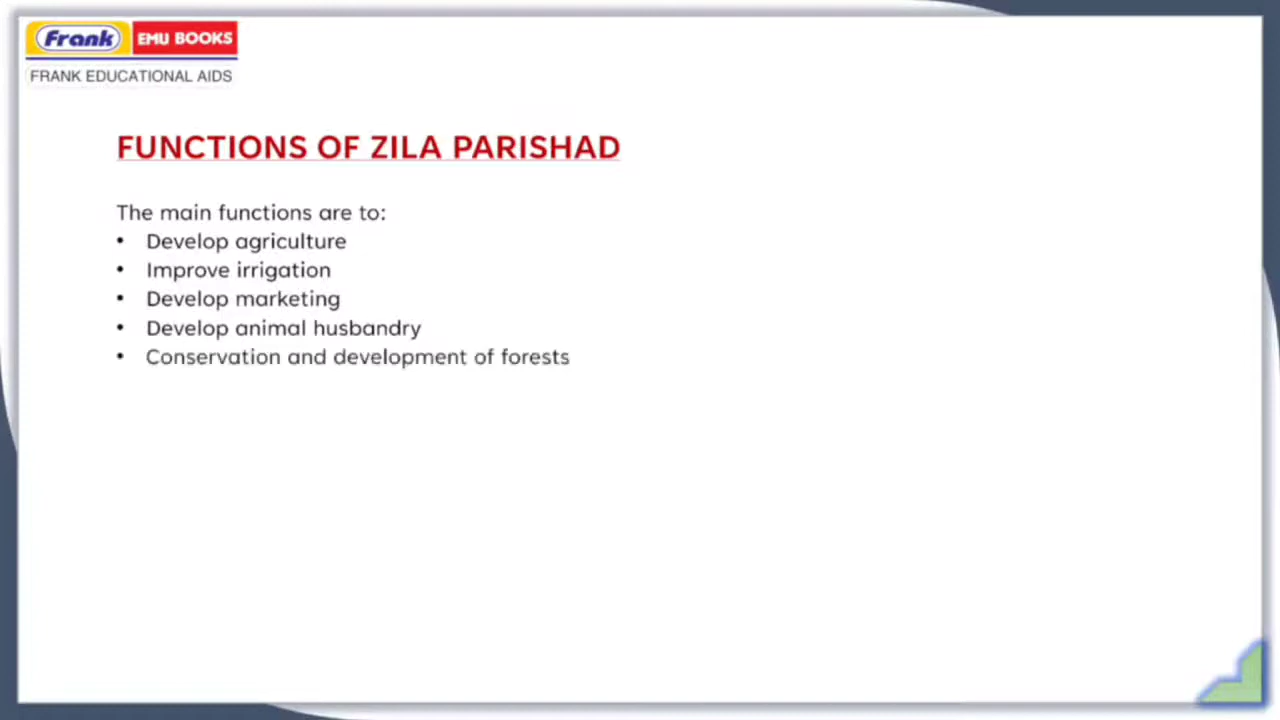 Frank EMU BOOKS
FRANK EDUCATIONAL AIDS
FUNCTIONS OF ZILA PARISHAD
The main functions are to:
• Develop agriculture
• Improve irrigation
• Develop marketing
• Develop animal husbandry
• Conservation and development of forests